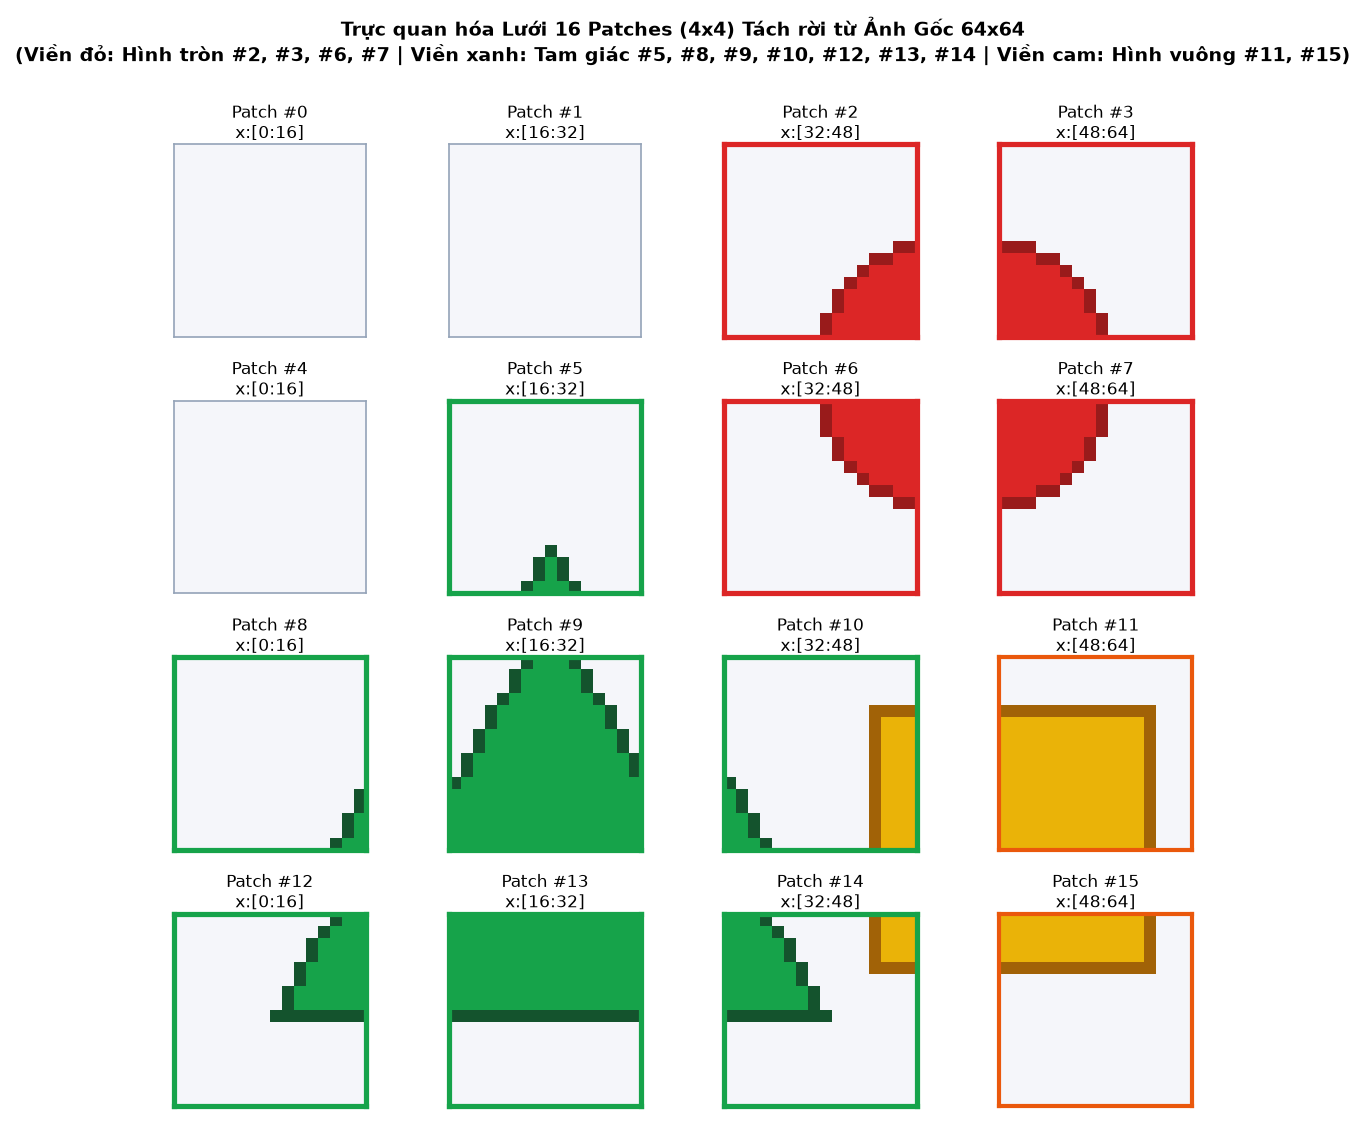 Trực quan hóa Lưới 16 Patches (4x4) Tách rời từ Ảnh Gốc 64x64
(Viền đỏ: Hình tròn #2, #3, #6, #7 | Viền xanh: Tam giác #5, #8, #9, #10, #12, #13, #14 | Viền cam: Hình vuông #11, #15)
Patch #0
x:[0:16]
Patch #1
x:[16:32]
Patch #2
x:[32:48]
Patch #3
x:[48:64]
Patch #4
x:[0:16]
Patch #5
x:[16:32]
Patch #6
x:[32:48]
Patch #7
x:[48:64]
Patch #8
x:[0:16]
Patch #9
x:[16:32]
Patch #10
x:[32:48]
Patch #11
x:[48:64]
Patch #12
x:[0:16]
Patch #13
x:[16:32]
Patch #14
x:[32:48]
Patch #15
x:[48:64]